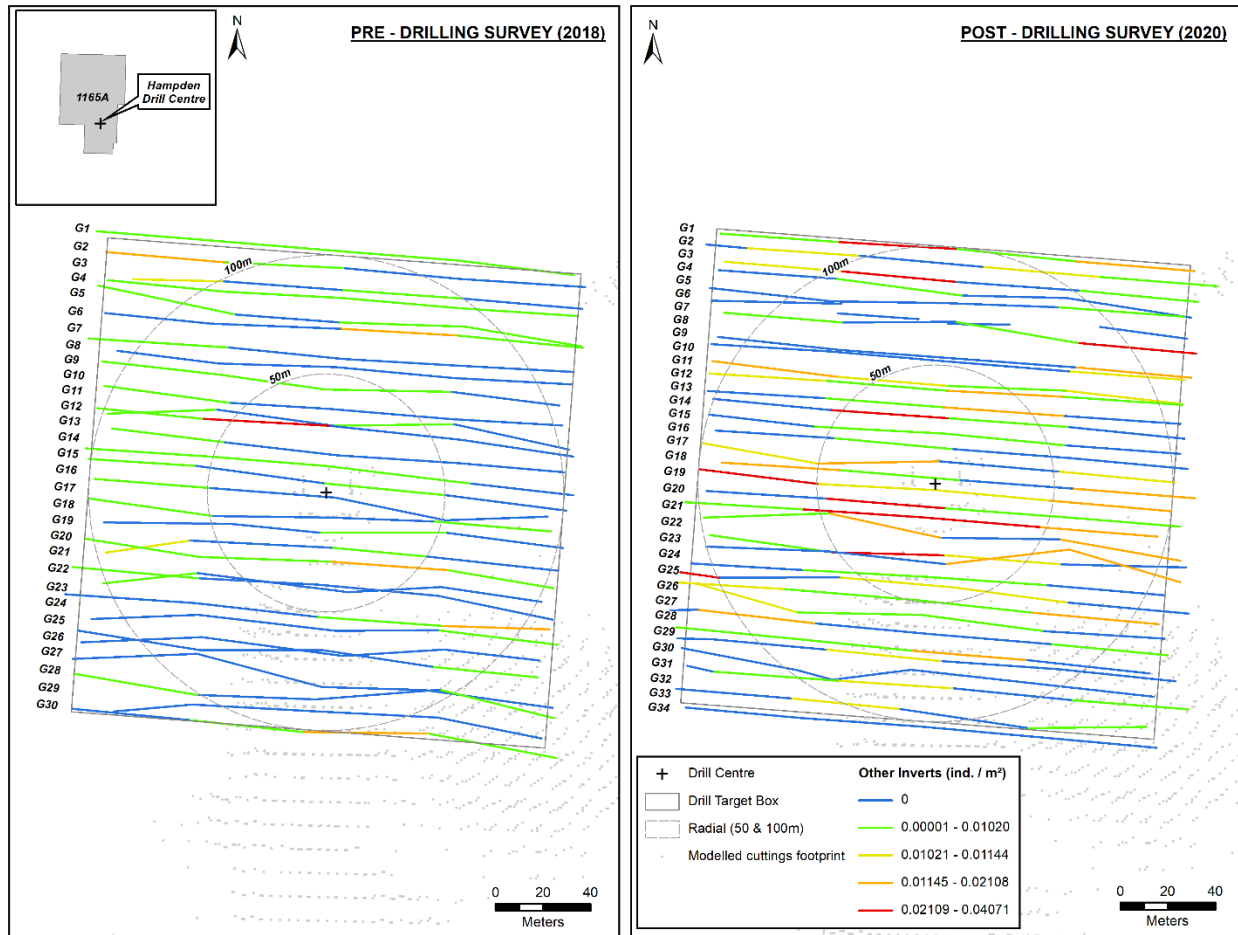 N
PRE - DRILLING SURVEY (2018)
Hampden
Drill Centre
1165A
G1
G2
G3
G4
G5
G6
G7
G8
G9
G10
G11
G12
G13
G14
G15
G16
G17
G18
G19
G20
G21
G22
G23
G24
G25
G26
G27
G28
G29
G30
100m
50m
0 20 40
Meters
N
POST - DRILLING SURVEY (2020)
G1
G2
G3
G4
G5
G6
G7
G8
G9
G10
G11
G12
G13
G14
G15
G16
G17
G18
G19
G20
G21
G22
G23
G24
G25
G26
G27
G28
G29
G30
G31
G32
G33
G34
100m
50m
Drill Centre
Drill Target Box
Radial (50 & 100m)
Modelled cuttings footprint
Other Inverts (ind. / m²)
0
0.00001 - 0.01020
0.01021 - 0.01144
0.01145 - 0.02108
0.02109 - 0.04071
0 20 40
Meters